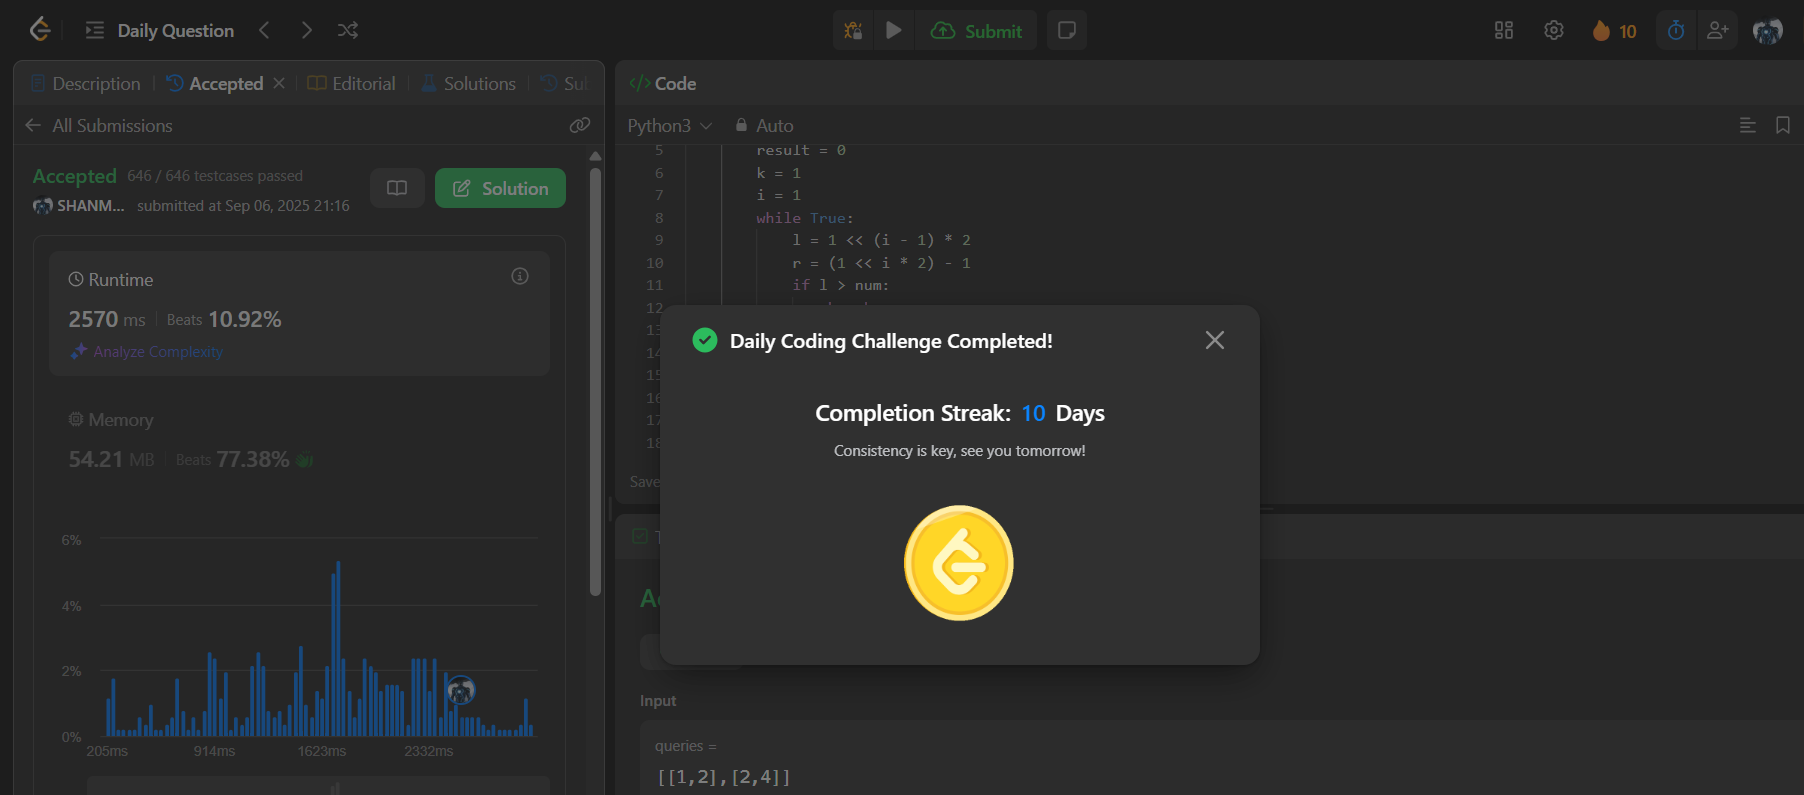 Daily Question
Submit
10
Description
Accepted
Editorial
Solutions
Su
All Submissions
Accepted 646 / 646 testcases passed
SHANM... submitted at Sep 06, 2025 21:16
Solution
Runtime
2570 ms Beats 10.92%
Analyze Complexity
Memory
54.21 MB Beats 77.38%
6%
4%
2%
0%
205ms 914ms 1623ms 2332ms
</> Code
Python3 Auto
5 result = 0
6 k = 1
7 i = 1
8 while True:
9 l = 1 << (i - 1) * 2
10 r = (1 << i * 2) - 1
11 if l > num:
12
13
14
15
16
17
18
Save
Daily Coding Challenge Completed!
Completion Streak: 10 Days
Consistency is key, see you tomorrow!
Input
queries =
[[1,2],[2,4]]